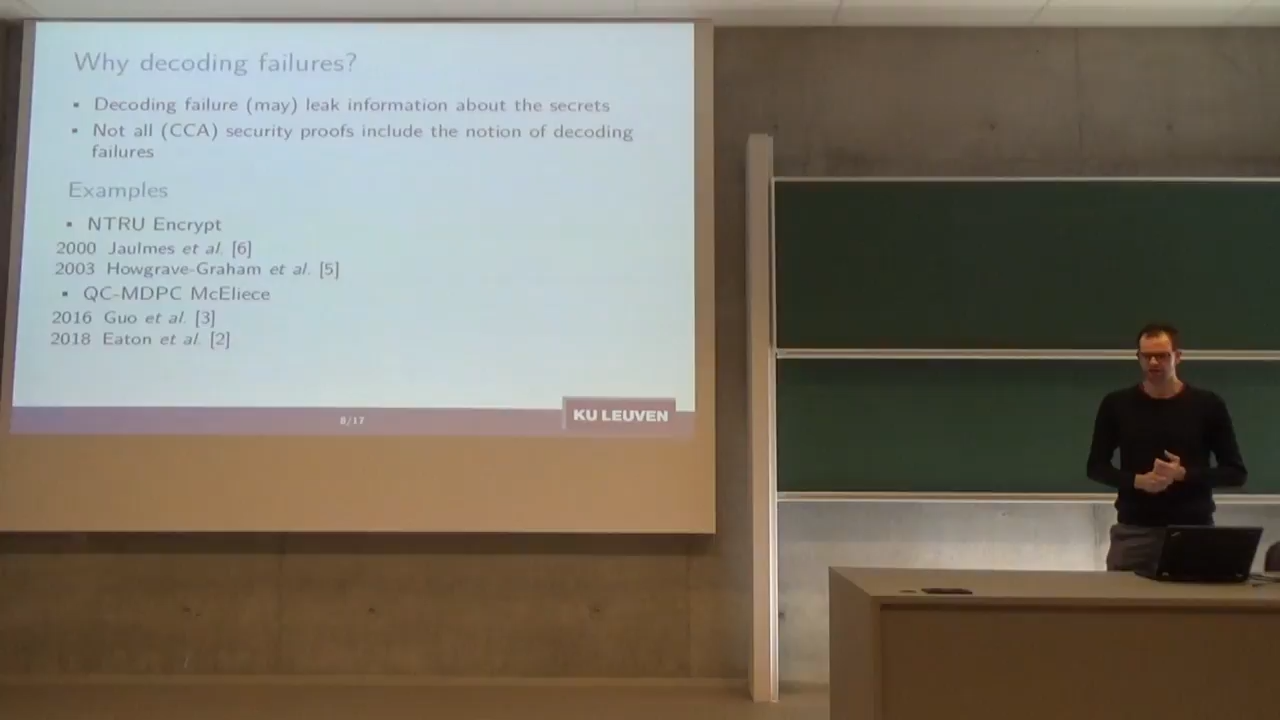 Why decoding failures?
▪ Decoding failure (may) leak information about the secrets
▪ Not all (CCA) security proofs include the notion of decoding
failures
Examples
▪ NTRU Encrypt
2000 Jaulmes et al. [6]
2003 Howgrave-Graham et al. [5]
▪ QC-MDPC McEliece
2016 Guo et al. [3]
2018 Eaton et al. [2]
8/17
KU LEUVEN